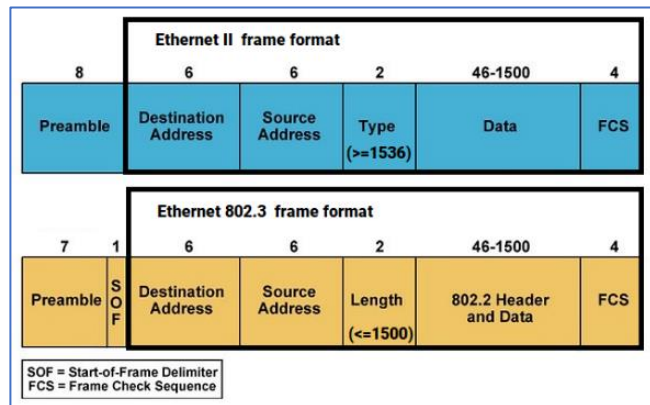 Ethernet II frame format
8 6 6 2 46-1500 4
Preamble Destination Address Source Address Type (>=1536) Data FCS
Ethernet 802.3 frame format
7 1 6 6 2 46-1500 4
Preamble SOF Destination Address Source Address Length (<=1500) 802.2 Header and Data FCS
SOF = Start-of-Frame Delimiter
FCS = Frame Check Sequence